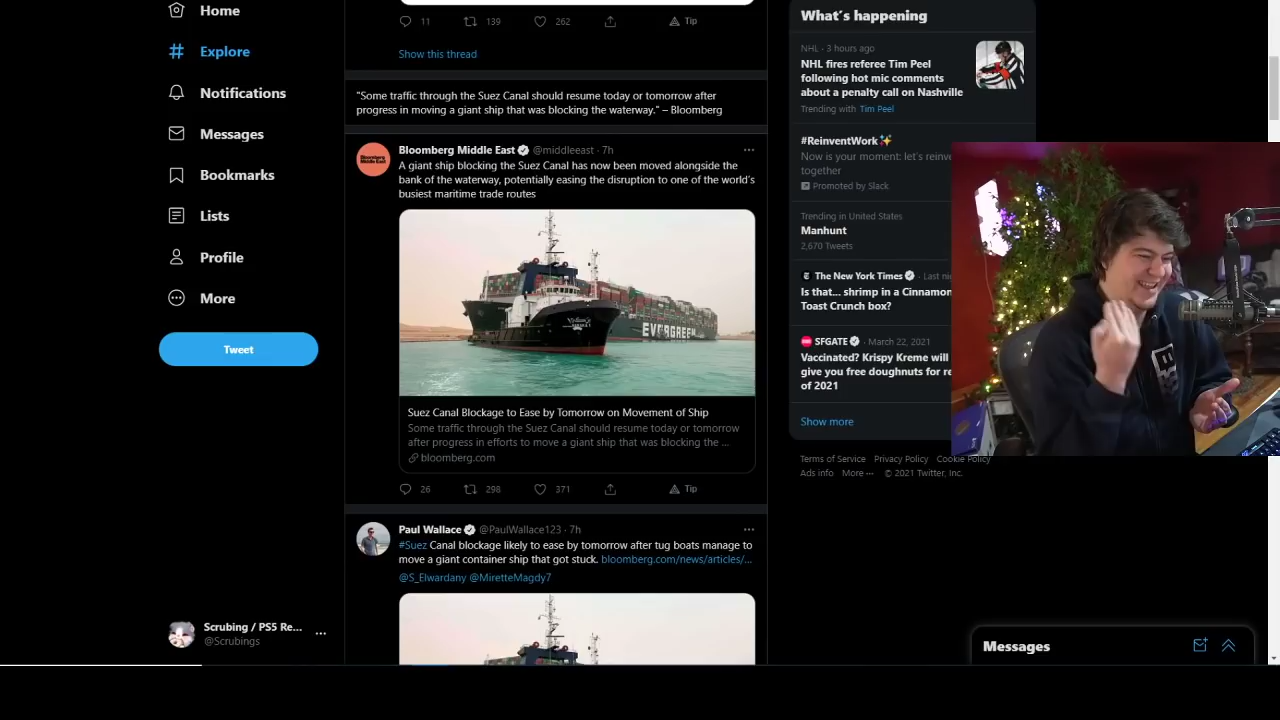 Home
Explore
Notifications
Messages
Bookmarks
Lists
Profile
More
Tweet
Scrubing / PS5 Re...
@Scrubings
11
139
262
Tip
Show this thread
"Some traffic through the Suez Canal should resume today or tomorrow after
progress in moving a giant ship that was blocking the waterway." – Bloomberg
Bloomberg Middle East @middleeast · 7h
A giant ship blocking the Suez Canal has now been moved alongside the
bank of the waterway, potentially easing the disruption to one of the world's
busiest maritime trade routes
EVERGREEN
Suez Canal Blockage to Ease by Tomorrow on Movement of Ship
Some traffic through the Suez Canal should resume today or tomorrow
after progress in efforts to move a giant ship that was blocking the ...
bloomberg.com
26
298
371
Tip
Paul Wallace @PaulWallace123 · 7h
#Suez Canal blockage likely to ease by tomorrow after tug boats manage to
move a giant container ship that got stuck. bloomberg.com/news/articles/...
@S_Elwardany @MiretteMagdy7
What's happening
NHL · 3 hours ago
NHL fires referee Tim Peel
following hot mic comments
about a penalty call on Nashville
Trending with Tim Peel
#ReinventWork
Now is your moment: let's reinve
together
Promoted by Slack
Trending in United States
Manhunt
2,670 Tweets
The New York Times · Last ni
Is that... shrimp in a Cinnamon
Toast Crunch box?
SFGATE · March 22, 2021
Vaccinated? Krispy Kreme will
give you free doughnuts for re
of 2021
Show more
Terms of Service Privacy Policy Cookie Policy
Ads info More ··· © 2021 Twitter, Inc.
Messages